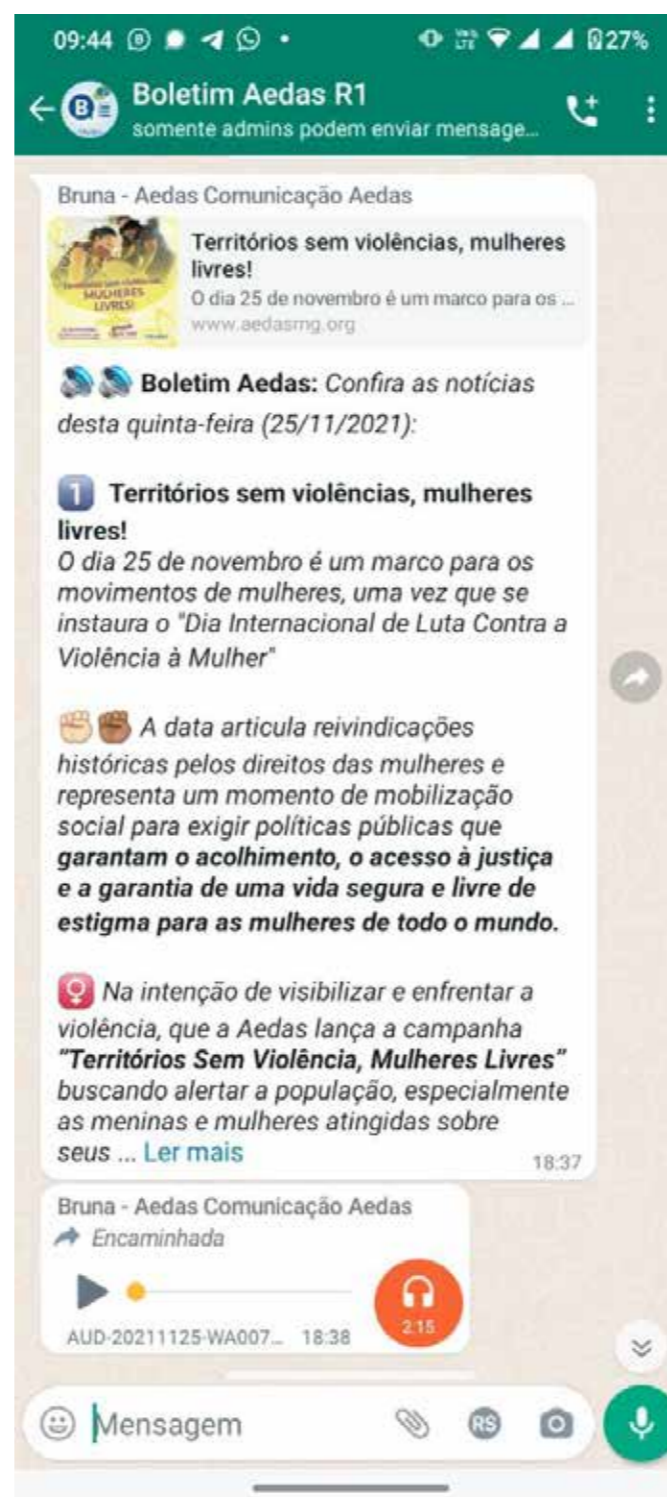 09:44
27%
Boletim Aedas R1
somente admins podem enviar mensage...
Bruna - Aedas Comunicação Aedas
Territórios sem violências, mulheres
livres!
O dia 25 de novembro é um marco para os ...
www.aedasmg.org
MULHERES
LIVRES!
Boletim Aedas: Confira as notícias
desta quinta-feira (25/11/2021):
1 Territórios sem violências, mulheres
livres!
O dia 25 de novembro é um marco para os
movimentos de mulheres, uma vez que se
instaura o "Dia Internacional de Luta Contra a
Violência à Mulher"
A data articula reivindicações
históricas pelos direitos das mulheres e
representa um momento de mobilização
social para exigir políticas públicas que
garantam o acolhimento, o acesso à justiça
e a garantia de uma vida segura e livre de
estigma para as mulheres de todo o mundo.
Na intenção de visibilizar e enfrentar a
violência, que a Aedas lança a campanha
“Territórios Sem Violência, Mulheres Livres”
buscando alertar a população, especialmente
as meninas e mulheres atingidas sobre
seus ... Ler mais
18:37
Bruna - Aedas Comunicação Aedas
Encaminhada
2:15
AUD-20211125-WA007... 18:38
Mensagem
RS